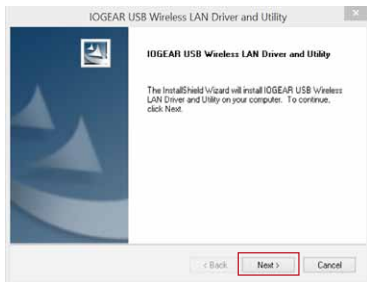 IOGEAR USB Wireless LAN Driver and Utility
IOGEAR USB Wireless LAN Driver and Utility
The InstallShield Wizard will install IOGEAR USB Wireless
LAN Driver and Utility on your computer. To continue,
click Next.
< Back Next > Cancel